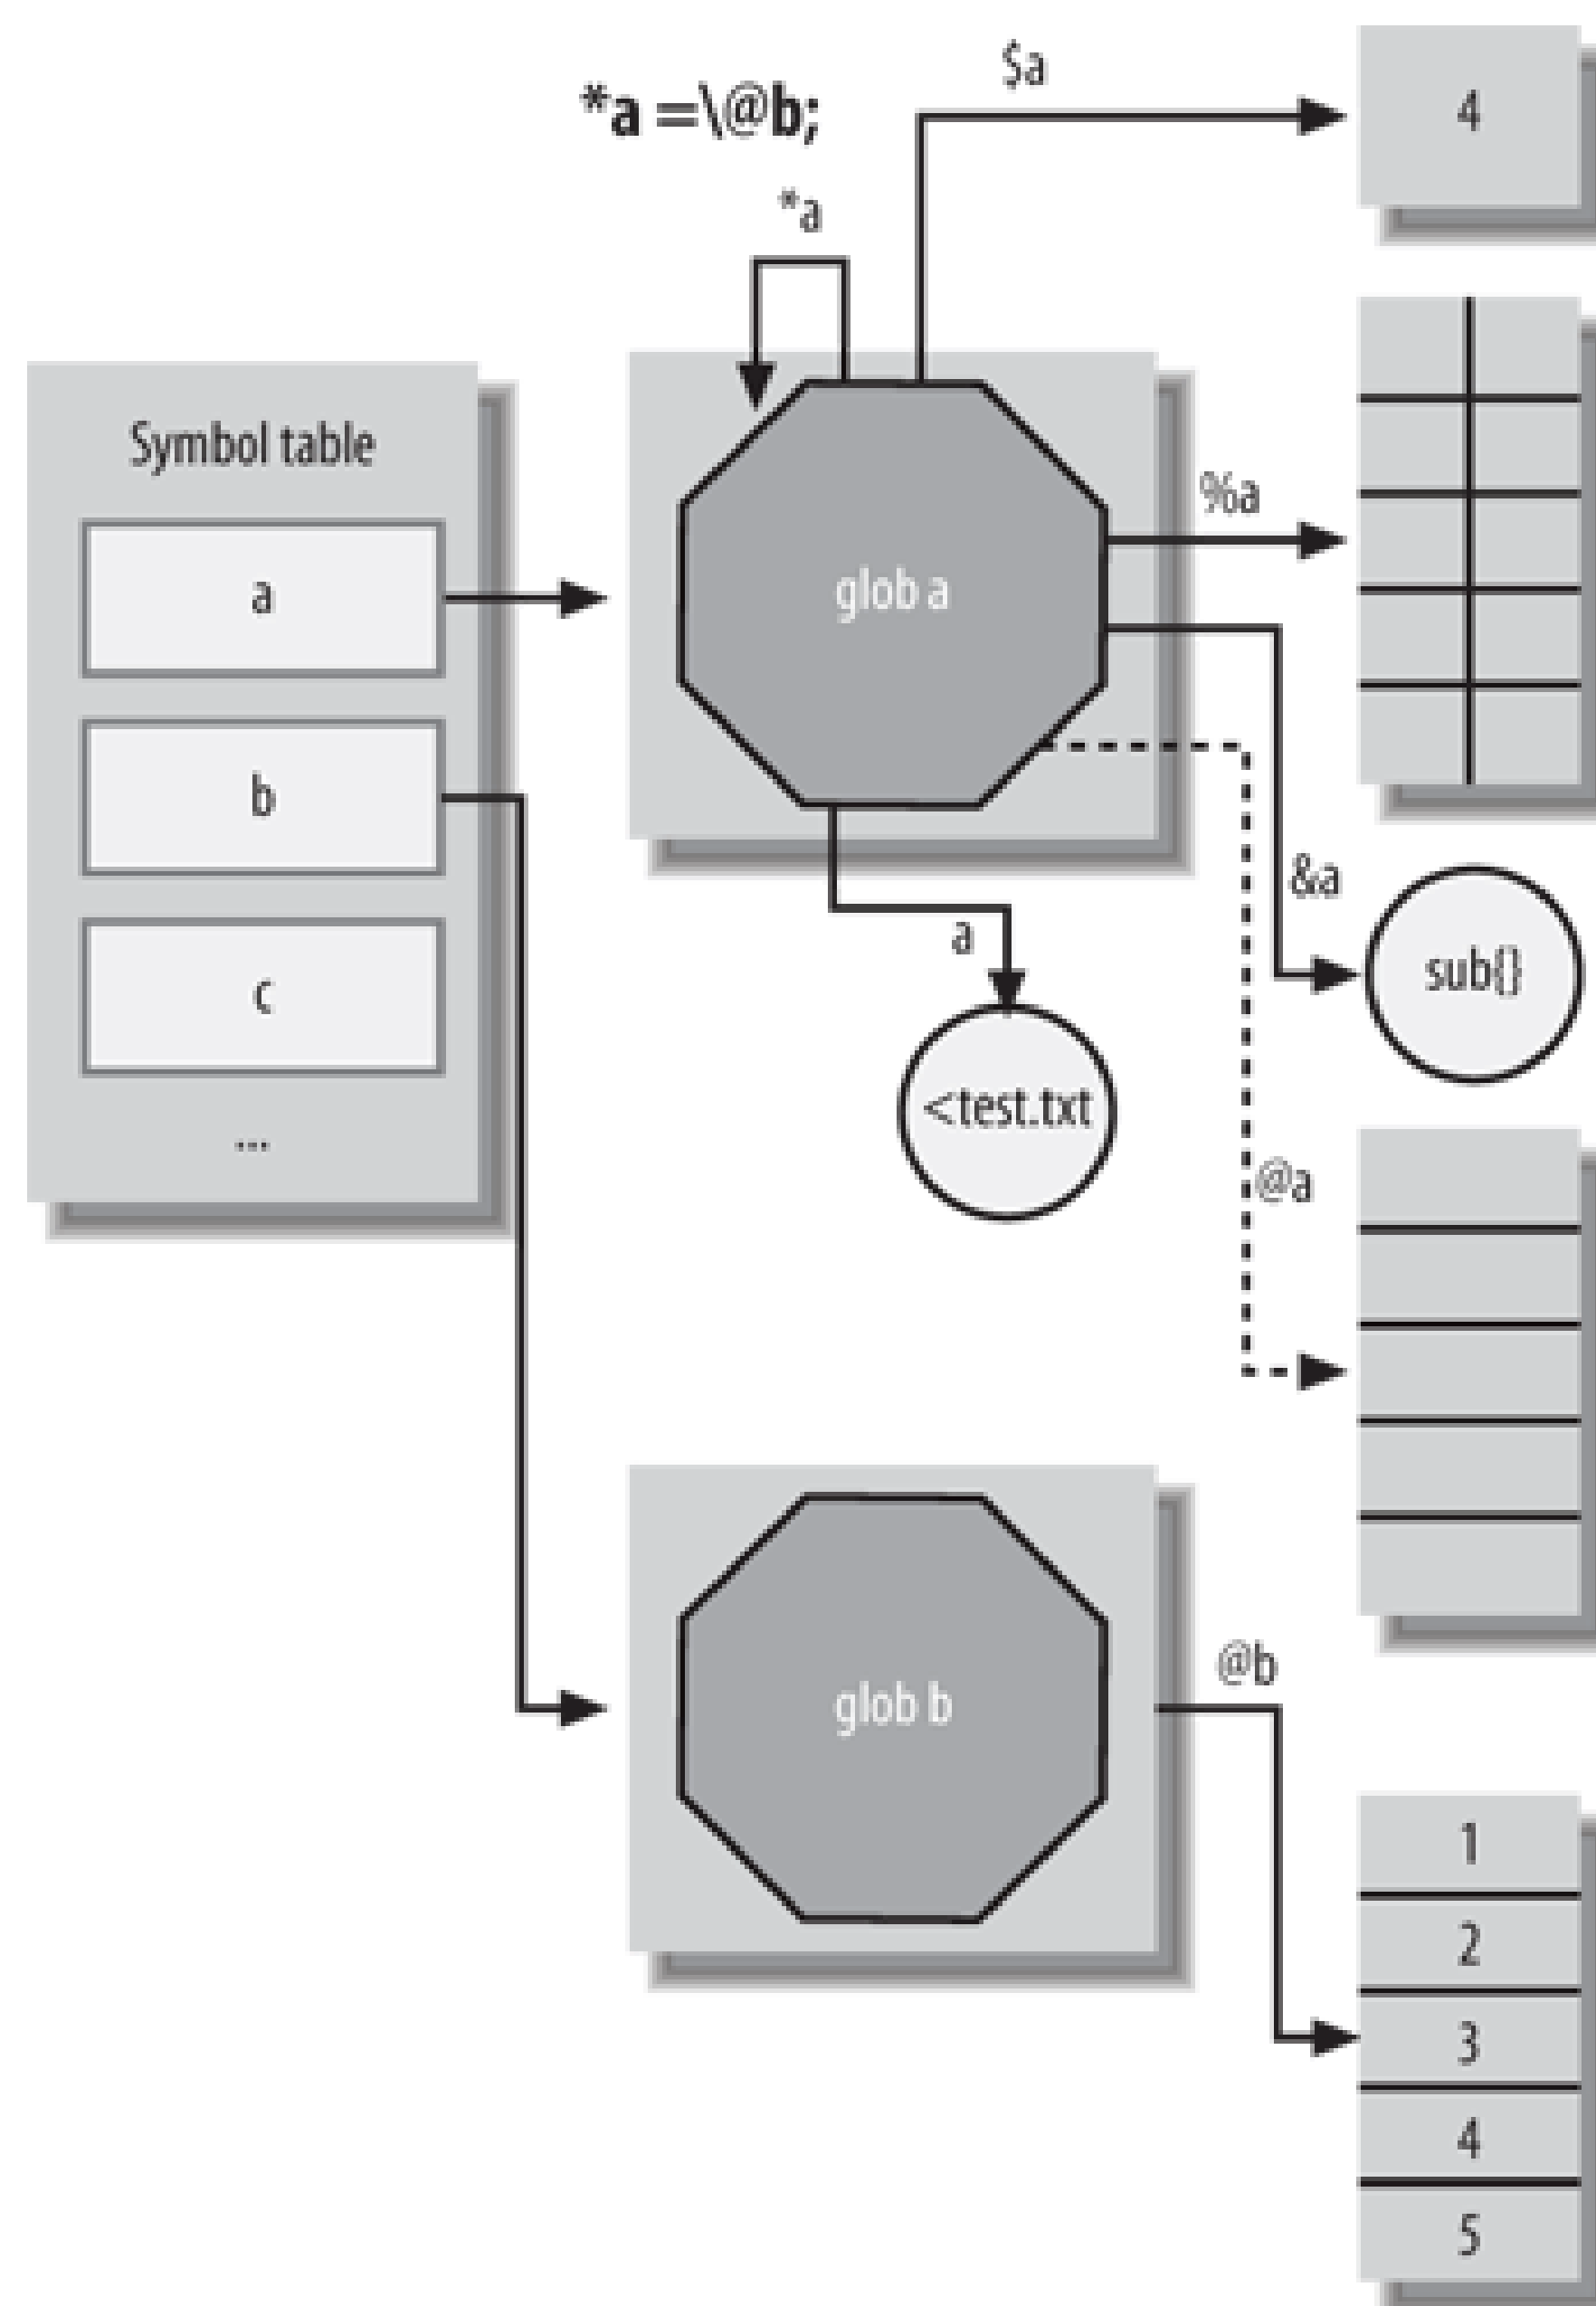 $a
4
*a =\@b;
*a
Symbol table
%a
a
glob a
b
&a
a
sub{}
c
<test.txt
...
@a
@b
glob b
1
2
3
4
5